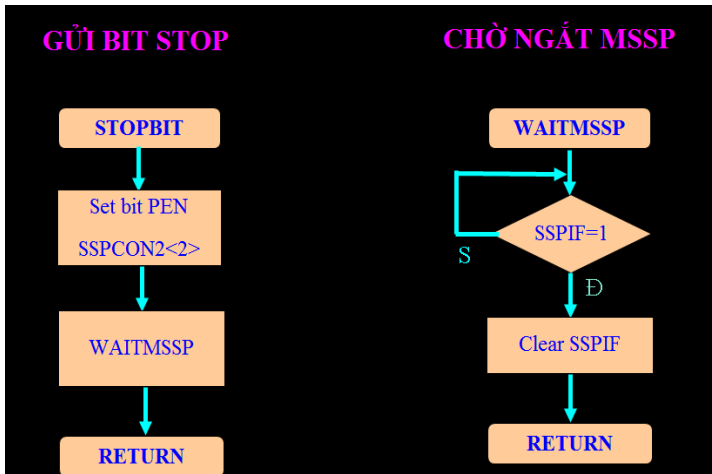 GỬI BIT STOP
STOPBIT
Set bit PEN
SSPCON2<2>
WAITMSSP
RETURN
CHỜ NGẮT MSSP
WAITMSSP
SSPIF=1
S
Đ
Clear SSPIF
RETURN